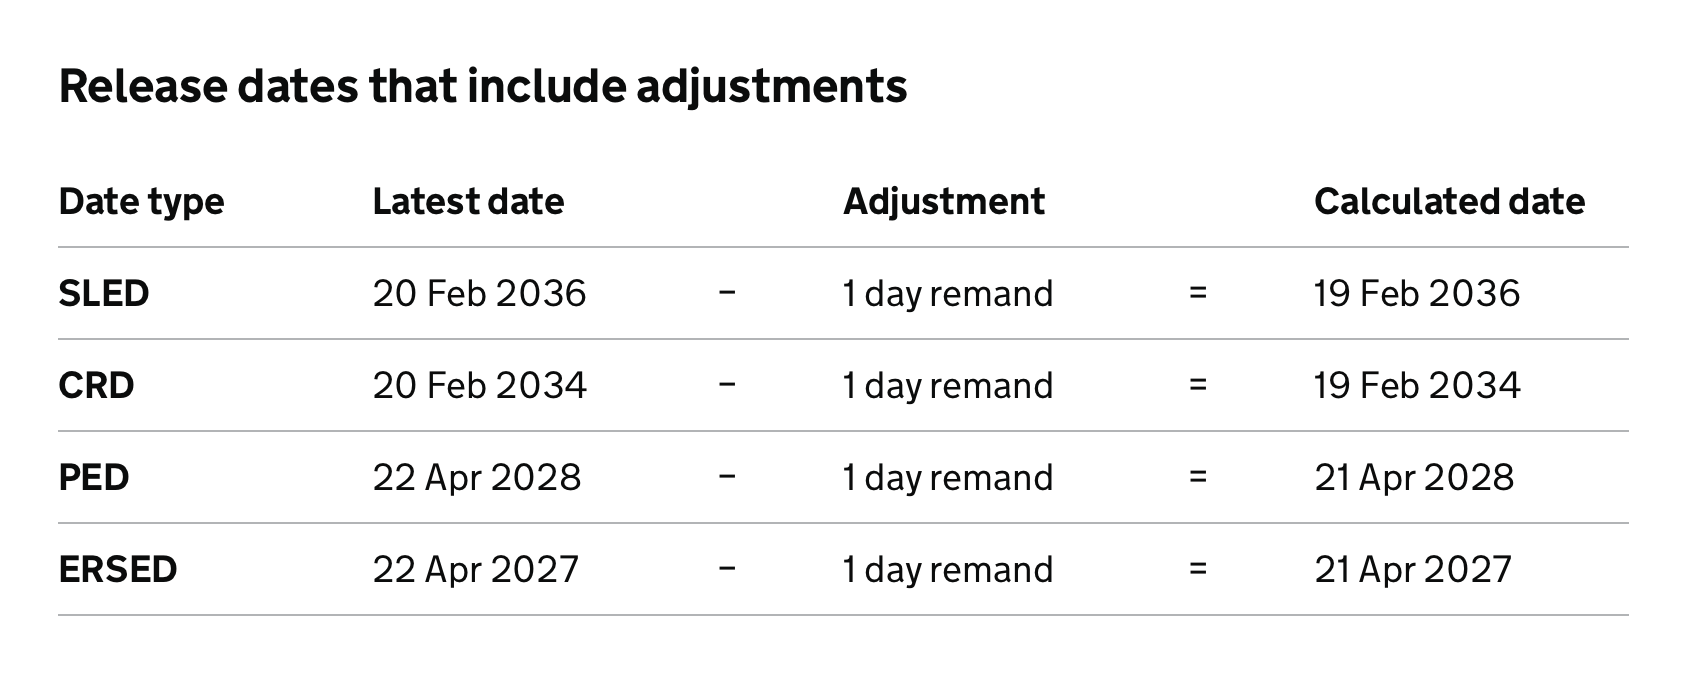 Release dates that include adjustments
Date type Latest date Adjustment Calculated date
SLED 20 Feb 2036 − 1 day remand = 19 Feb 2036
CRD 20 Feb 2034 − 1 day remand = 19 Feb 2034
PED 22 Apr 2028 − 1 day remand = 21 Apr 2028
ERSED 22 Apr 2027 − 1 day remand = 21 Apr 2027